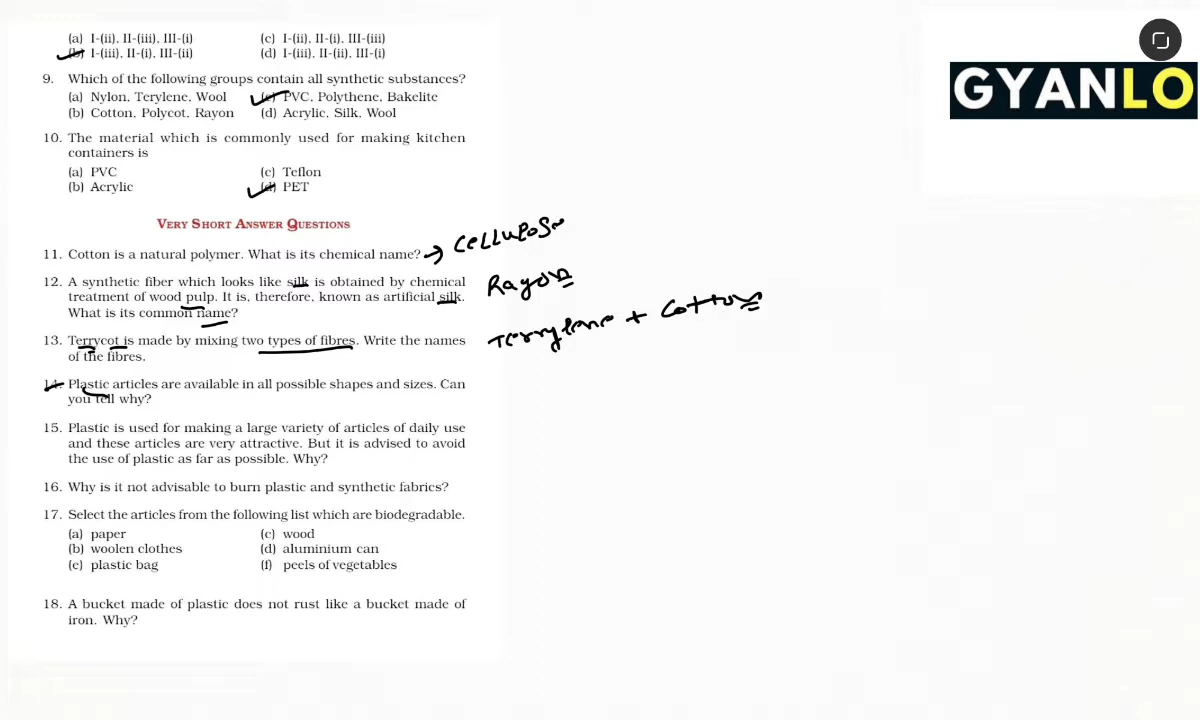 (a) I-(ii), II-(iii), III-(i)
(c) I-(ii), II-(i), III-(iii)
(b) I-(iii), II-(i), III-(ii)
(d) I-(iii), II-(ii), III-(i)
GYANLO
9. Which of the following groups contain all synthetic substances?
(a) Nylon, Terylene, Wool
(c) PVC, Polythene, Bakelite
(b) Cotton, Polycot, Rayon
(d) Acrylic, Silk, Wool
10. The material which is commonly used for making kitchen
containers is
(a) PVC
(c) Teflon
(b) Acrylic
(d) PET
VERY SHORT ANSWER QUESTIONS
11. Cotton is a natural polymer. What is its chemical name? → Cellulose
12. A synthetic fiber which looks like silk is obtained by chemical
treatment of wood pulp. It is, therefore, known as artificial silk.
What is its common name?
Rayon
13. Terrycot is made by mixing two types of fibres. Write the names
of the fibres.
Terrylene + Cotton
14. Plastic articles are available in all possible shapes and sizes. Can
you tell why?
15. Plastic is used for making a large variety of articles of daily use
and these articles are very attractive. But it is advised to avoid
the use of plastic as far as possible. Why?
16. Why is it not advisable to burn plastic and synthetic fabrics?
17. Select the articles from the following list which are biodegradable.
(a) paper
(c) wood
(b) woolen clothes
(d) aluminium can
(e) plastic bag
(f) peels of vegetables
18. A bucket made of plastic does not rust like a bucket made of
iron. Why?